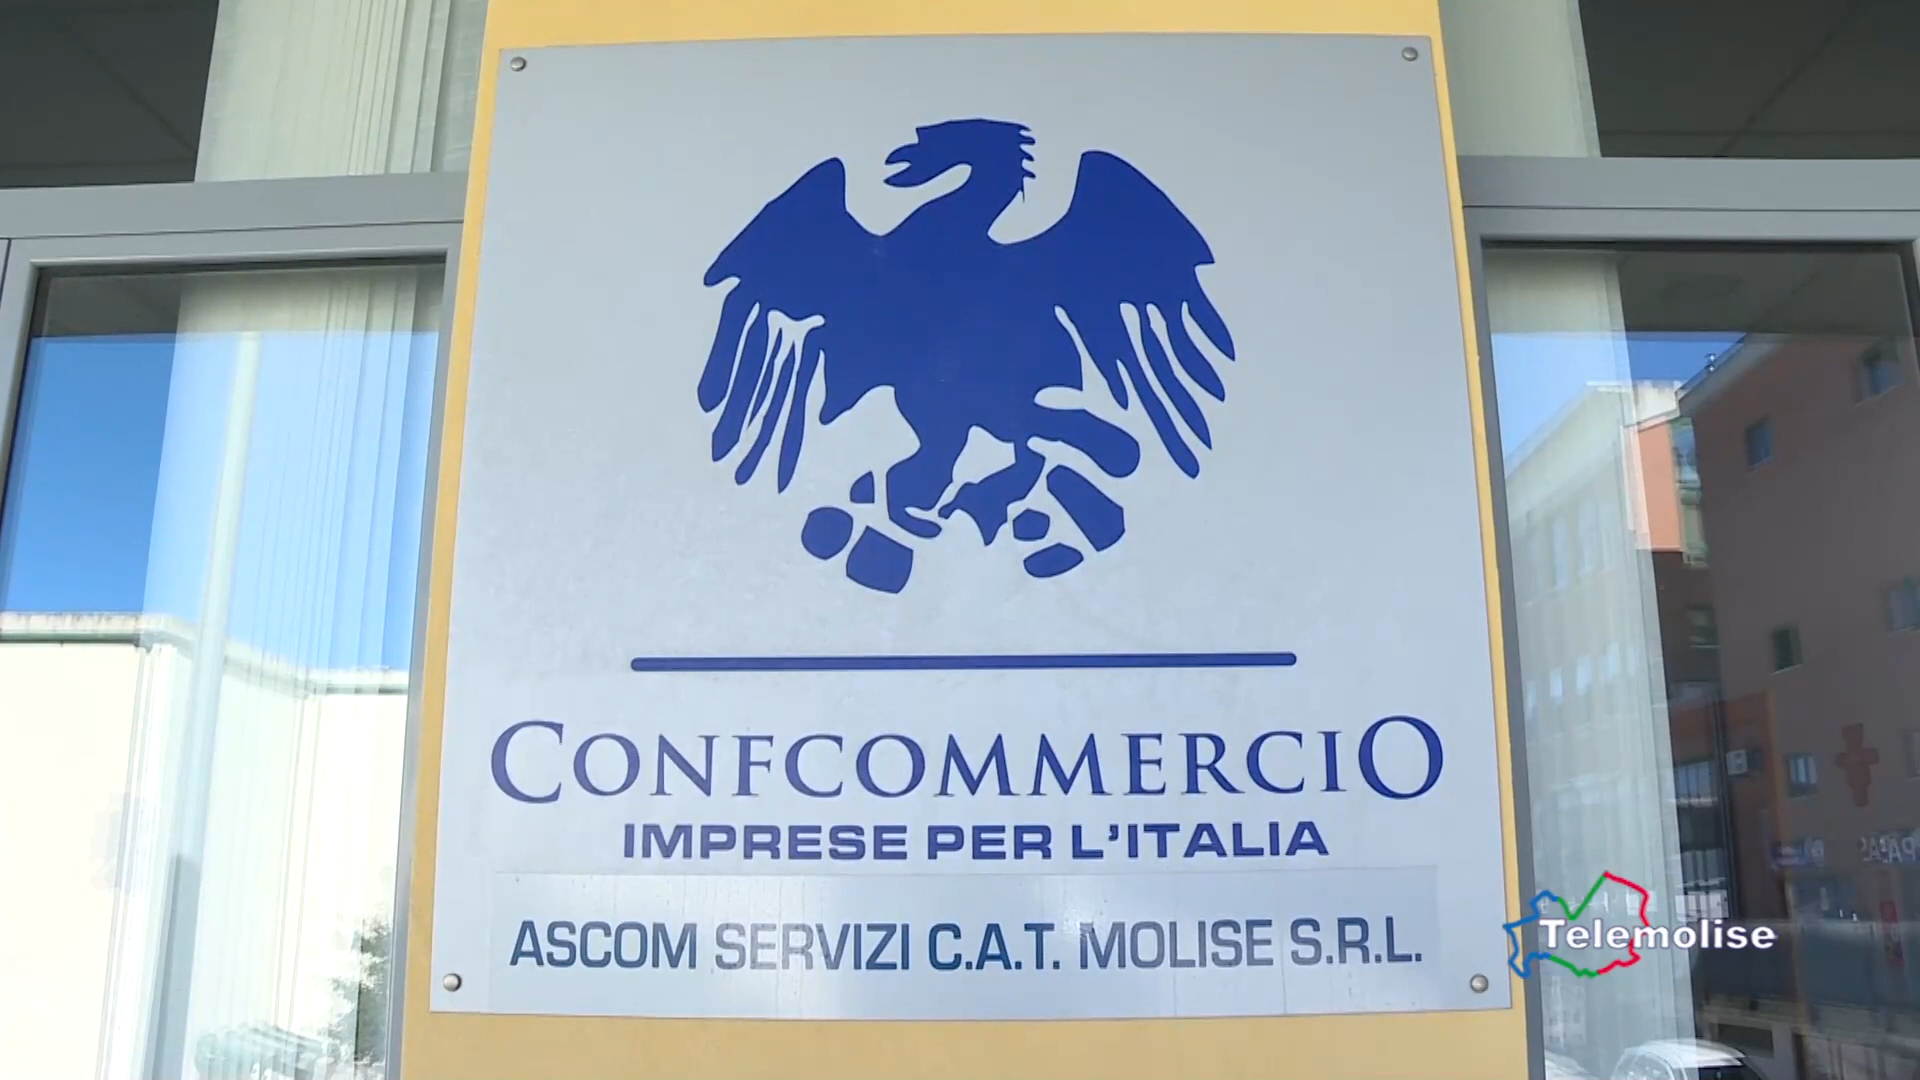 CONFCOMMERCIO
IMPRESE PER L'ITALIA
ASCOM SERVIZI C.A.T. MOLISE S.R.L.
Telemolise